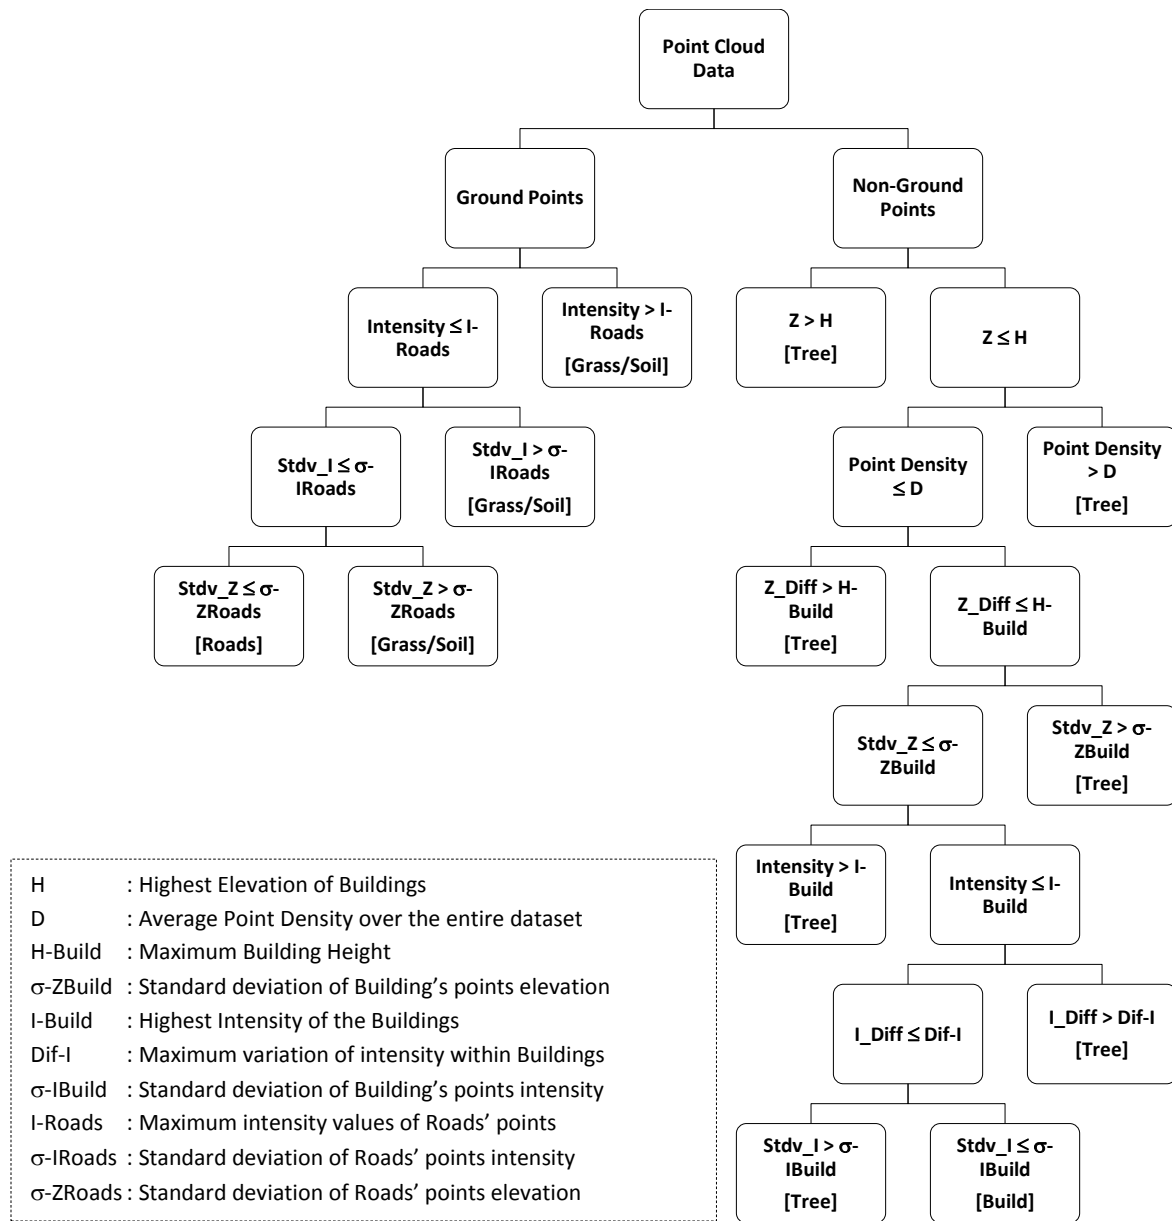 Point Cloud
Data
Ground Points
Non-Ground
Points
Intensity ≤ I-
Roads
Intensity > I-
Roads
[Grass/Soil]
Z > H
[Tree]
Z ≤ H
Stdv_I ≤ σ-
IRoads
Stdv_I > σ-
IRoads
[Grass/Soil]
Point Density
≤ D
Point Density
> D
[Tree]
Stdv_Z ≤ σ-
ZRoads
[Roads]
Stdv_Z > σ-
ZRoads
[Grass/Soil]
Z_Diff > H-
Build
[Tree]
Z_Diff ≤ H-
Build
Stdv_Z ≤ σ-
ZBuild
Stdv_Z > σ-
ZBuild
[Tree]
Intensity > I-
Build
[Tree]
Intensity ≤ I-
Build
I_Diff ≤ Dif-I
I_Diff > Dif-I
[Tree]
Stdv_I > σ-
IBuild
[Tree]
Stdv_I ≤ σ-
IBuild
[Build]
H : Highest Elevation of Buildings
D : Average Point Density over the entire dataset
H-Build : Maximum Building Height
σ-ZBuild : Standard deviation of Building’s points elevation
I-Build : Highest Intensity of the Buildings
Dif-I : Maximum variation of intensity within Buildings
σ-IBuild : Standard deviation of Building’s points intensity
I-Roads : Maximum intensity values of Roads’ points
σ-IRoads : Standard deviation of Roads’ points intensity
σ-ZRoads : Standard deviation of Roads’ points elevation